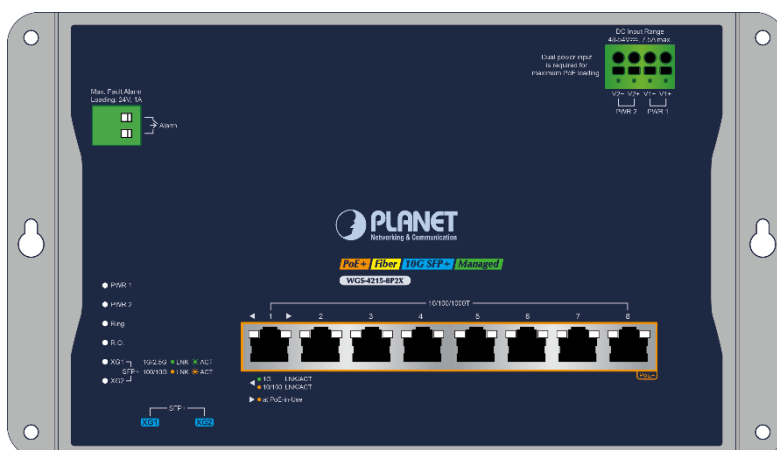 DC Input Range
48-54V⎓, 7.5A max.
Dual power input
is required for
maximum PoE loading
V2− V2+ V1− V1+
PWR 2 PWR 1
Max. Fault Alarm
Loading: 24V, 1A
Alarm
PLANET
Networking & Communication
PoE+ Fiber 10G SFP+ Managed
WGS-4215-8P2X
PWR 1
PWR 2
Ring
R.O.
XG1
XG2
SFP+
1G/2.5G LNK ACT
100/10G LNK ACT
SFP+
XG1 XG2
10/100/1000T
1 2 3 4 5 6 7 8
PoE+
1G LNK/ACT
10/100 LNK/ACT
at PoE-in-Use